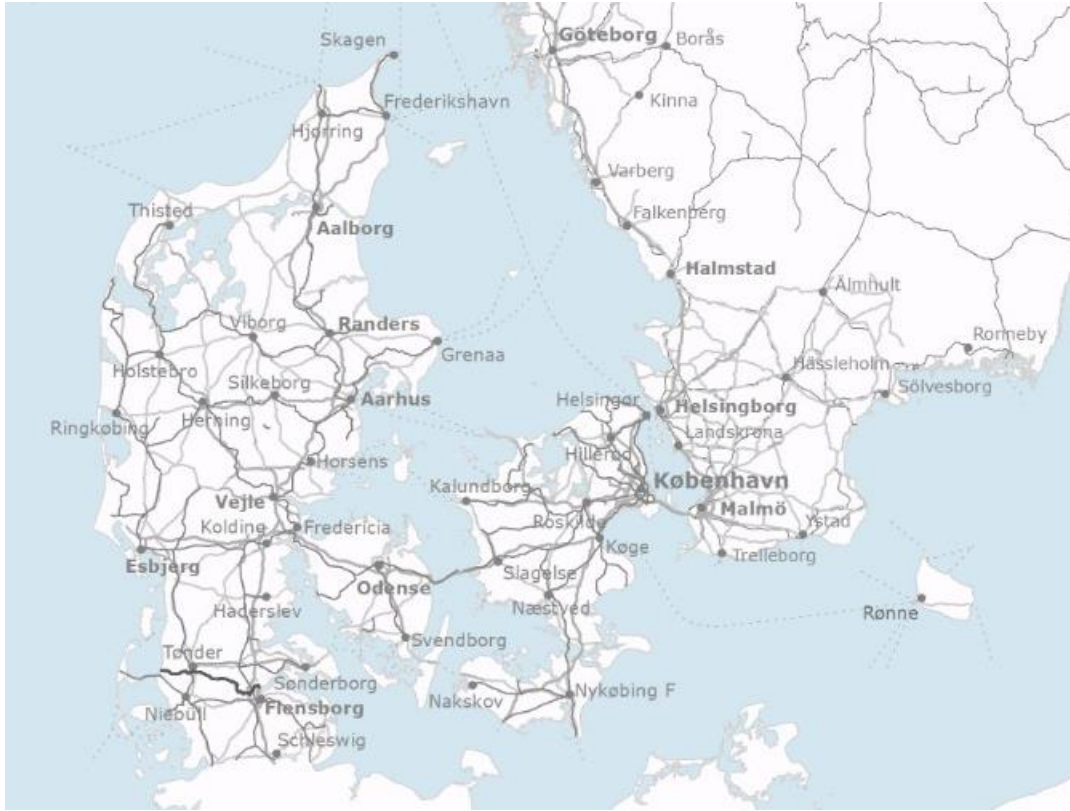 Skagen
Göteborg
Borås
Kinna
Frederikshavn
Hjørring
Varberg
Thisted
Falkenberg
Aalborg
Halmstad
Älmhult
Viborg
Randers
Grenaa
Ronneby
Holstebro
Hässleholm
Silkeborg
Sölvesborg
Aarhus
Helsingør
Helsingborg
Herning
Ringkøbing
Landskrona
Hillerød
Horsens
København
Kalundborg
Vejle
Roskilde
Malmö
Kolding
Fredericia
Ystad
Køge
Trelleborg
Esbjerg
Slagelse
Odense
Næstved
Haderslev
Rønne
Svendborg
Tønder
Sønderborg
Nakskov
Nykøbing F
Niebüll
Flensborg
Schleswig